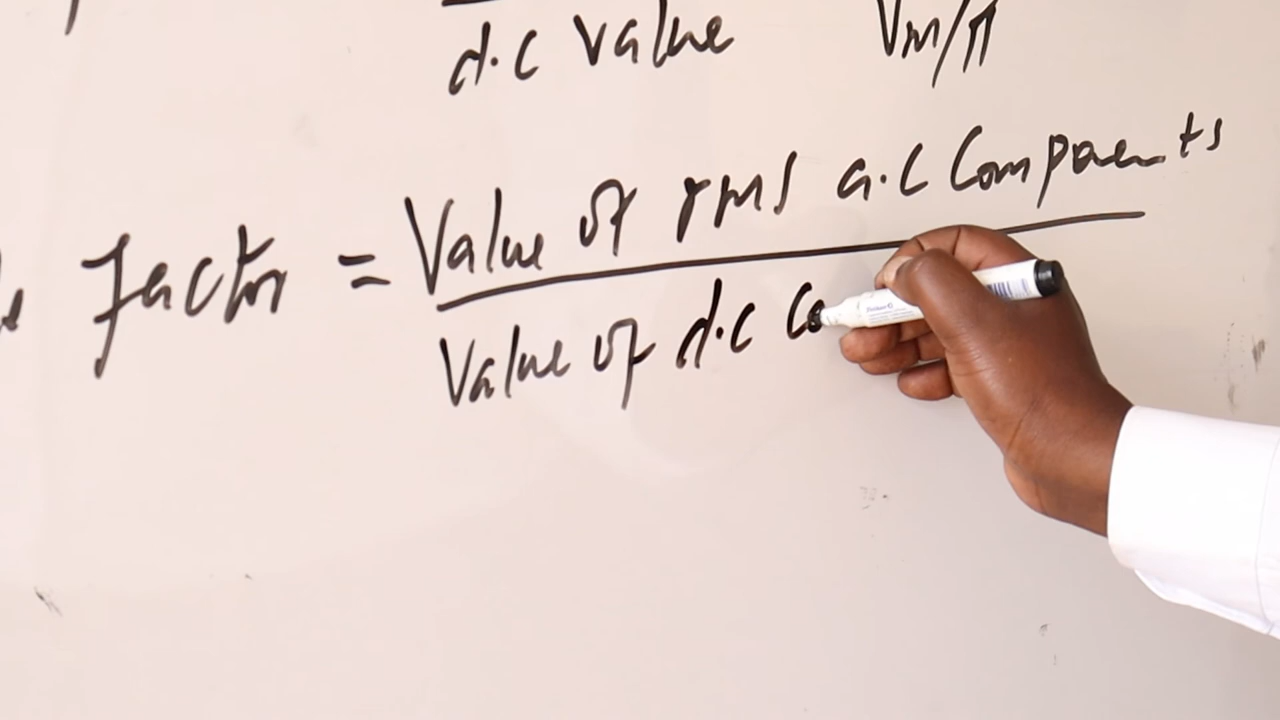 d.c value Vm/π
Factor = Value of rms a.c Components
Value of d.c Co